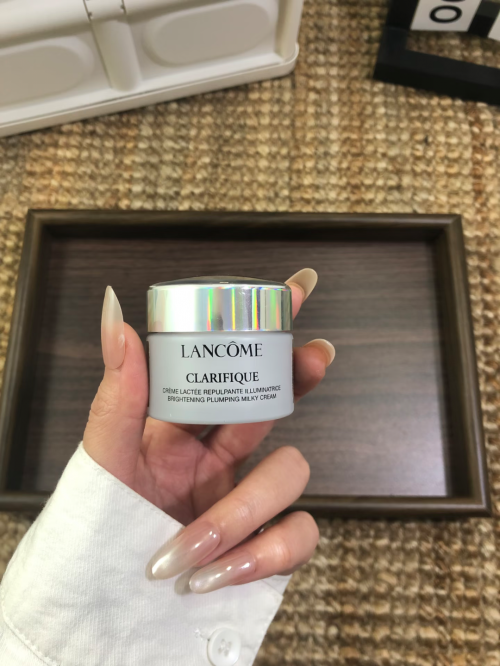 LANCÔME
CLARIFIQUE
CRÈME LACTÉE REPULPANTE ILLUMINATRICE
BRIGHTENING PLUMPING MILKY CREAM